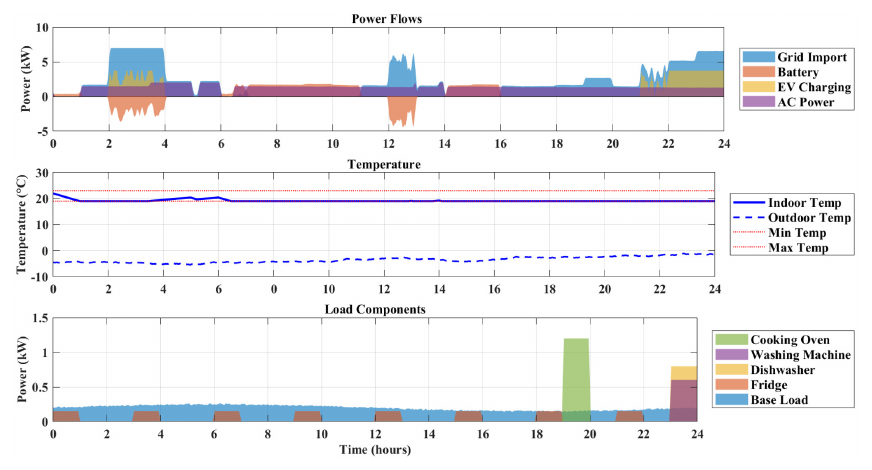 Power Flows
Power (kW)
10
5
0
-5
0 2 4 6 8 10 12 14 16 18 20 22 24
Grid Import
Battery
EV Charging
AC Power
Temperature
Temperature (°C)
30
20
10
0
-10
0 2 4 6 0 10 12 14 16 18 20 22 24
Indoor Temp
Outdoor Temp
Min Temp
Max Temp
Load Components
Power (kW)
1.5
1
0.5
0
0 2 4 6 8 10 12 14 16 18 20 22 24
Time (hours)
Cooking Oven
Washing Machine
Dishwasher
Fridge
Base Load